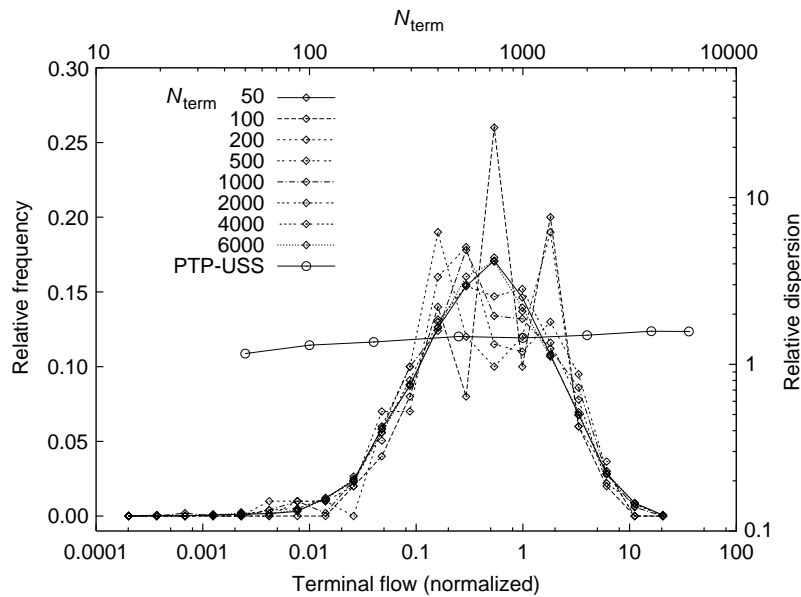 N_term
10 100 1000 10000
0.30
0.25
0.20
0.15
0.10
0.05
0.00
Relative frequency
N_term 50
100
200
500
1000
2000
4000
6000
PTP-USS
10
1
0.1
Relative dispersion
0.0001 0.001 0.01 0.1 1 10 100
Terminal flow (normalized)